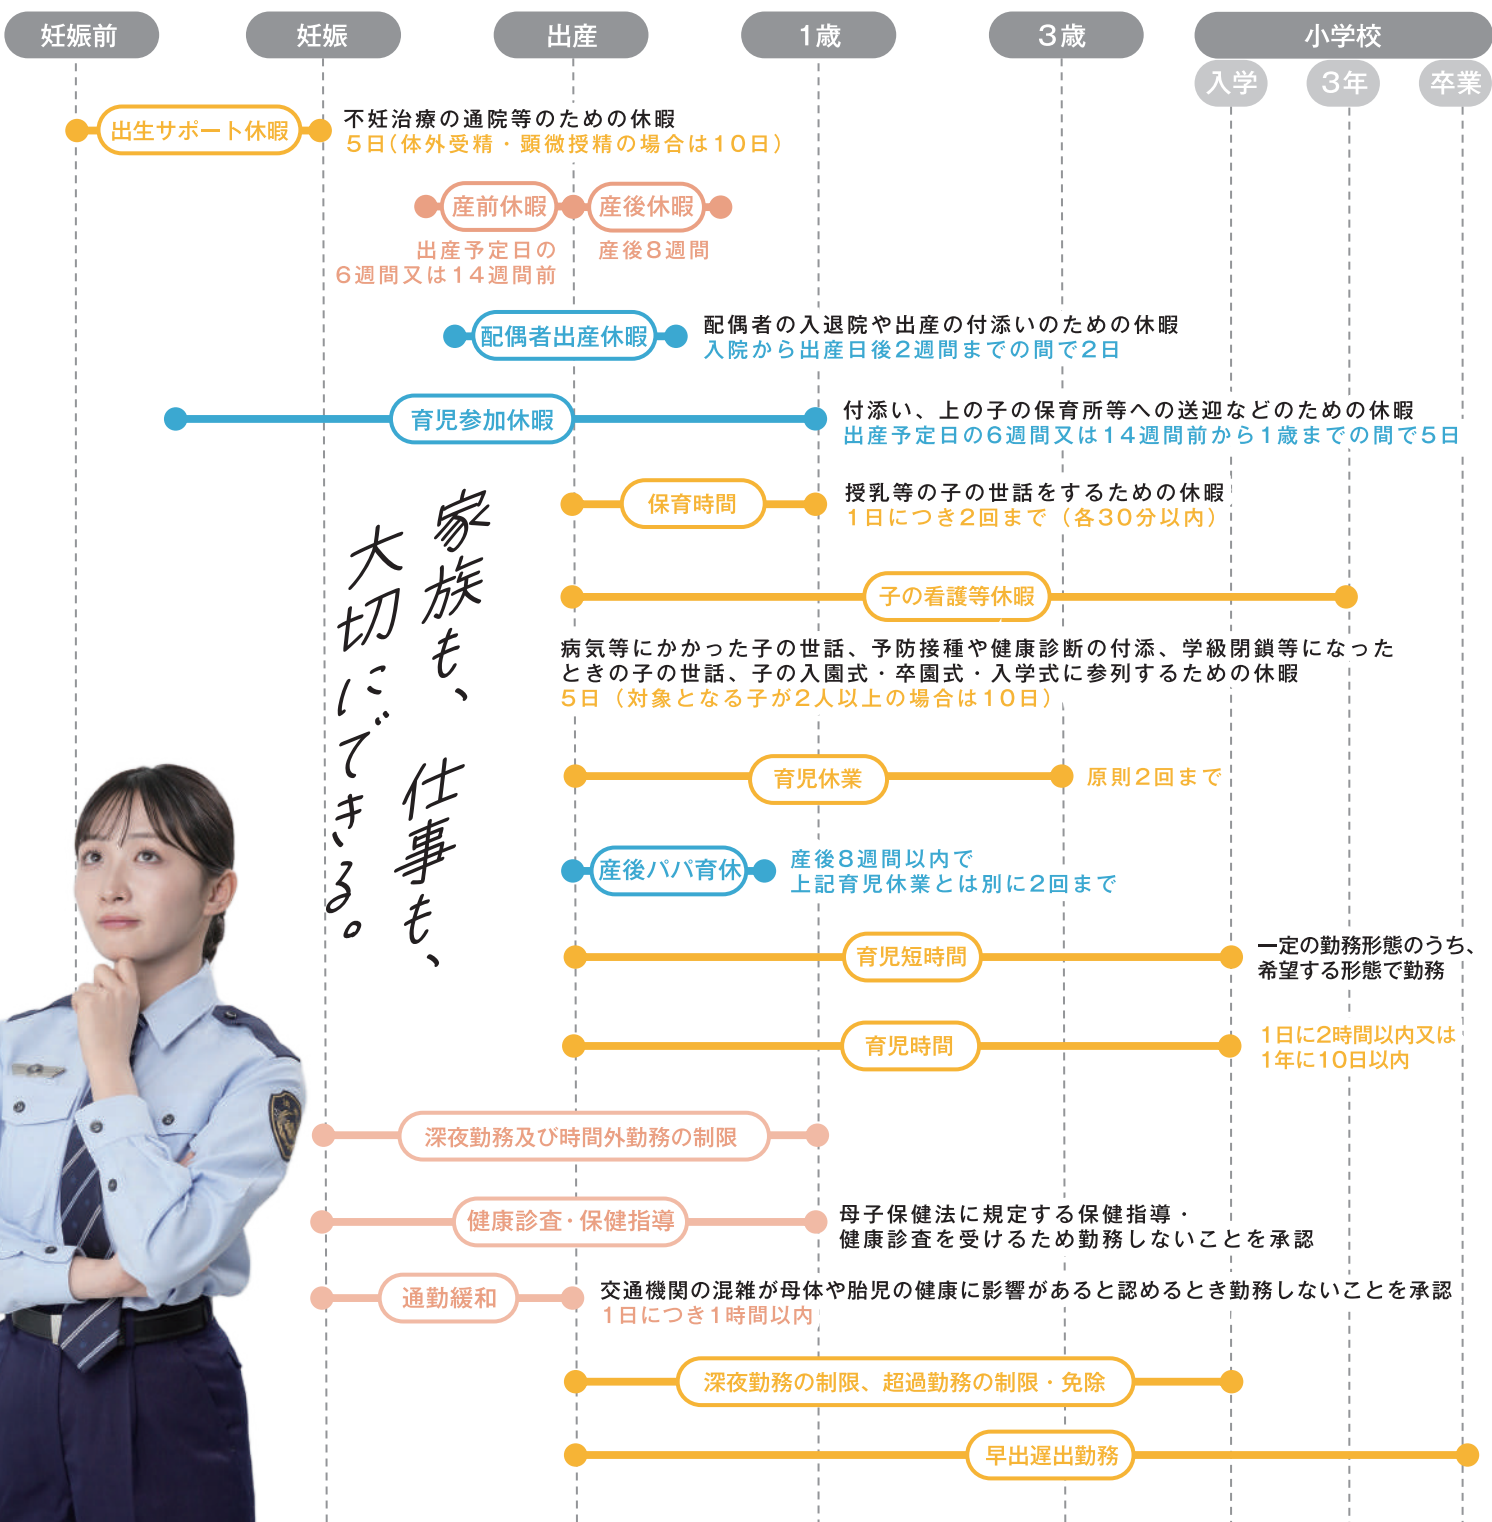 妊娠前
妊娠
出産
1歳
3歳
小学校
入学
3年
卒業
出生サポート休暇
不妊治療の通院等のための休暇
5日(体外受精・顕微授精の場合は10日)
産前休暇
産後休暇
出産予定日の
6週間又は14週間前
産後8週間
配偶者出産休暇
配偶者の入退院や出産の付添いのための休暇
入院から出産日後2週間までの間で2日
育児参加休暇
付添い、上の子の保育所等への送迎などのための休暇
出産予定日の6週間又は14週間前から1歳までの間で5日
保育時間
授乳等の子の世話をするための休暇
1日につき2回まで（各30分以内）
子の看護等休暇
病気等にかかった子の世話、予防接種や健康診断の付添、学級閉鎖等になった
ときの子の世話、子の入園式・卒園式・入学式に参列するための休暇
5日（対象となる子が2人以上の場合は10日）
家族も、仕事も、
大切にできる。
育児休業
原則2回まで
産後パパ育休
産後8週間以内で
上記育児休業とは別に2回まで
育児短時間
一定の勤務形態のうち、
希望する形態で勤務
育児時間
1日に2時間以内又は
1年に10日以内
深夜勤務及び時間外勤務の制限
健康診査・保健指導
母子保健法に規定する保健指導・
健康診査を受けるため勤務しないことを承認
通勤緩和
交通機関の混雑が母体や胎児の健康に影響があると認めるとき勤務しないことを承認
1日につき1時間以内
深夜勤務の制限、超過勤務の制限・免除
早出遅出勤務